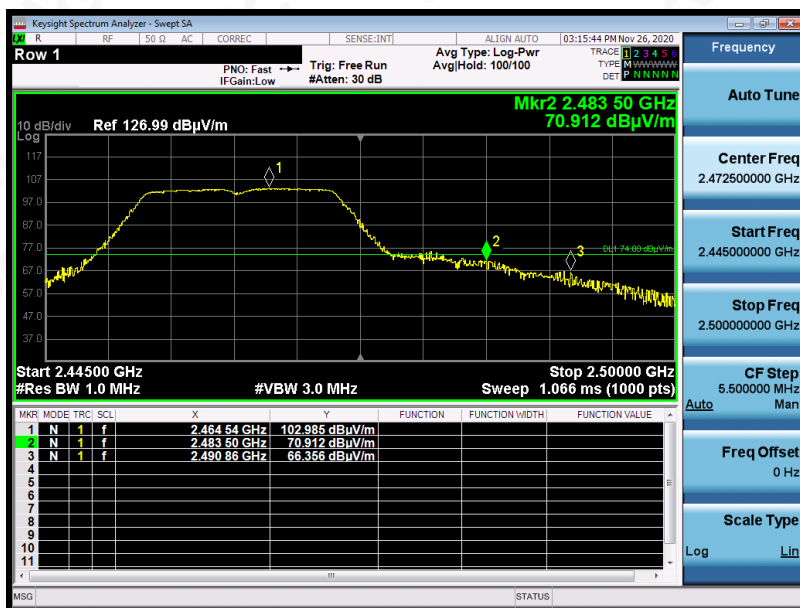 Keysight Spectrum Analyzer - Swept SA
LXI R RF 50 Ω AC CORREC SENSE:INT ALIGN AUTO 03:15:44 PM Nov 26, 2020
Row 1
PNO: Fast
IFGain:Low
Trig: Free Run
#Atten: 30 dB
Avg Type: Log-Pwr
Avg|Hold: 100/100
TRACE 1 2 3 4 5 6
TYPE M W W W W W
DET P N N N N N
Frequency
Mkr2 2.483 50 GHz
70.912 dBµV/m
10 dB/div
Log
Ref 126.99 dBµV/m
117
107
97.0
87.0
77.0
67.0
57.0
47.0
37.0
1
2
3
DL1 74.00 dBµV/m
Start 2.44500 GHz
Stop 2.50000 GHz
#Res BW 1.0 MHz
#VBW 3.0 MHz
Sweep 1.066 ms (1000 pts)
MKR MODE TRC SCL X Y FUNCTION FUNCTION WIDTH FUNCTION VALUE
1 N 1 f 2.464 54 GHz 102.985 dBµV/m
2 N 1 f 2.483 50 GHz 70.912 dBµV/m
3 N 1 f 2.490 86 GHz 66.356 dBµV/m
4
5
6
7
8
9
10
11
MSG
STATUS
Auto Tune
Center Freq
2.472500000 GHz
Start Freq
2.445000000 GHz
Stop Freq
2.500000000 GHz
CF Step
5.500000 MHz
Auto Man
Freq Offset
0 Hz
Scale Type
Log Lin